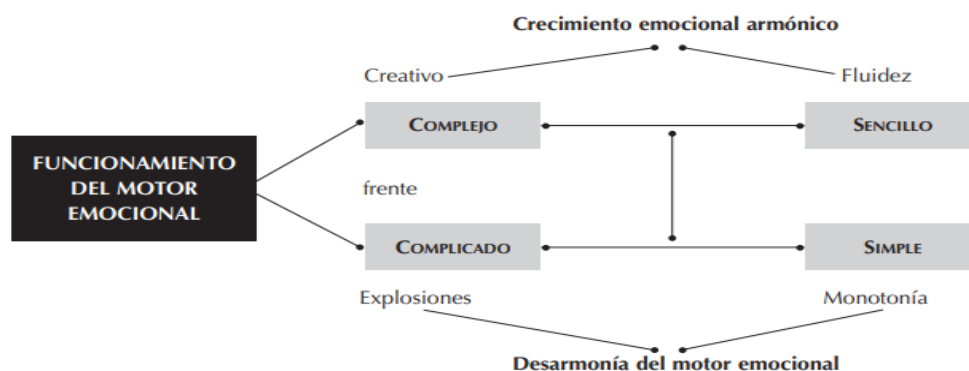 Crecimiento emocional armónico
Creativo
Fluidez
COMPLEJO
SENCILLO
FUNCIONAMIENTO
DEL MOTOR
EMOCIONAL
frente
COMPLICADO
SIMPLE
Explosiones
Monotonía
Desarmonía del motor emocional